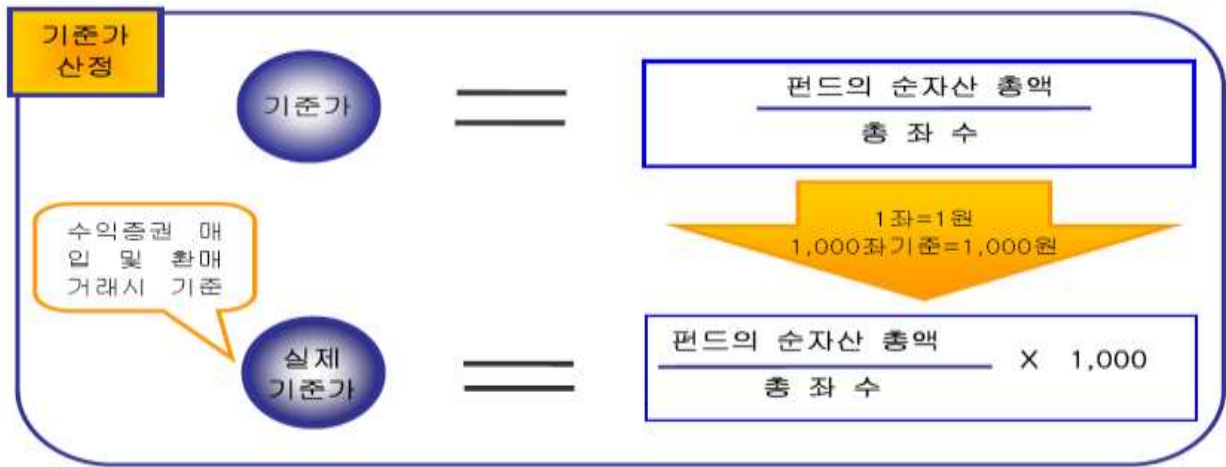 기준가
산정
기준가
펀드의 순자산 총액
총 좌 수
1좌=1원
1,000좌기준=1,000원
수익증권 매
입 및 환매
거래시 기준
실제
기준가
펀드의 순자산 총액
총 좌 수
X 1,000